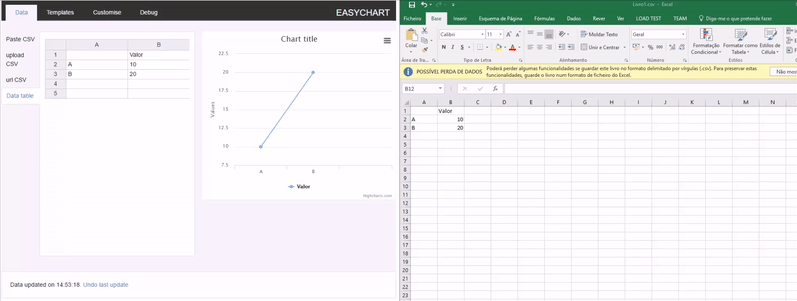 Data Templates Customise Debug EASYCHART
Paste CSV
upload
CSV
url CSV
Data table
A B
1 Valor
2 A 10
3 B 20
4
5
Chart title
22.5
20
17.5
15
12.5
10
7.5
Values
A B
Valor
Highcharts.com
Data updated on 14:53:18. Undo last update
Livro1.csv - Excel
Ficheiro Base Inserir Esquema de Página Fórmulas Dados Rever Ver LOAD TEST TEAM Diga-me o que pretende fazer
Colar
Calibri 11
N I S
Moldar Texto
Unir e Centrar
Geral
Formatação Condicional
Formatar como Tabela
Estilos de Célula
Área de Tra...
Tipo de Letra
Alinhamento
Número
Estilos
POSSÍVEL PERDA DE DADOS Poderá perder algumas funcionalidades se guardar este livro no formato delimitado por vírgulas (.csv). Para preservar estas
funcionalidades, guarde o livro num formato de ficheiro do Excel.
Não mos
B12 fx
A B C D E F G H I J K L M N
1 Valor
2 A 10
3 B 20
4
5
6
7
8
9
10
11
12
13
14
15
16
17
18
19
20
21
22
23